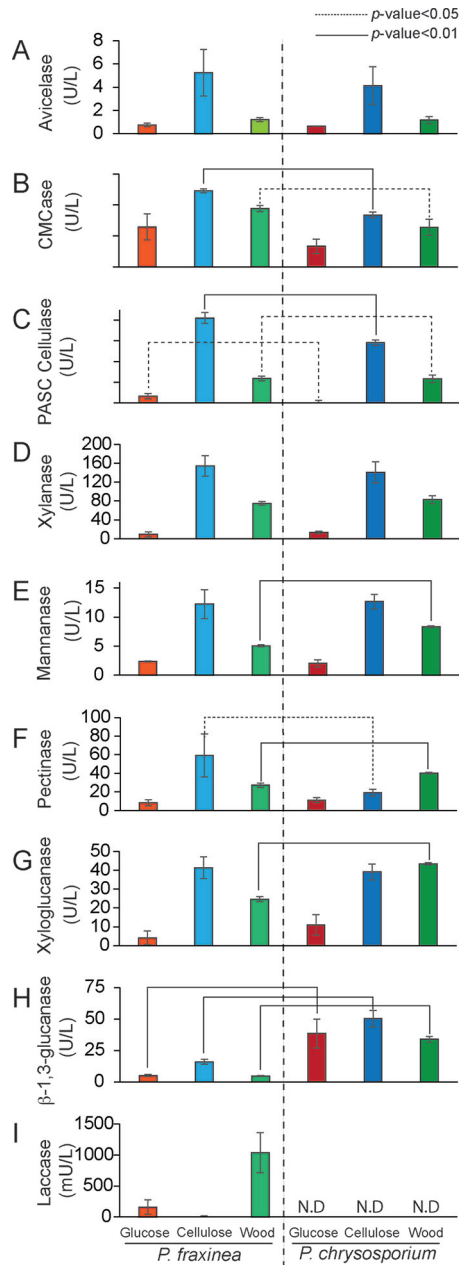 p-value<0.05
p-value<0.01
A
Avicelase
(U/L)
8
6
4
2
0
B
CMCase
(U/L)
C
PASC Cellulase
(U/L)
D
Xylanase
(U/L)
200
160
120
80
40
0
E
Mannanase
(U/L)
15
10
5
0
F
Pectinase
(U/L)
100
80
60
40
20
0
G
Xyloglucanase
(U/L)
50
40
30
20
10
0
H
β-1,3-glucanase
(U/L)
75
50
25
0
I
Laccase
(mU/L)
1500
1000
500
0
N.D N.D N.D
Glucose Cellulose Wood Glucose Cellulose Wood
P. fraxinea P. chrysosporium